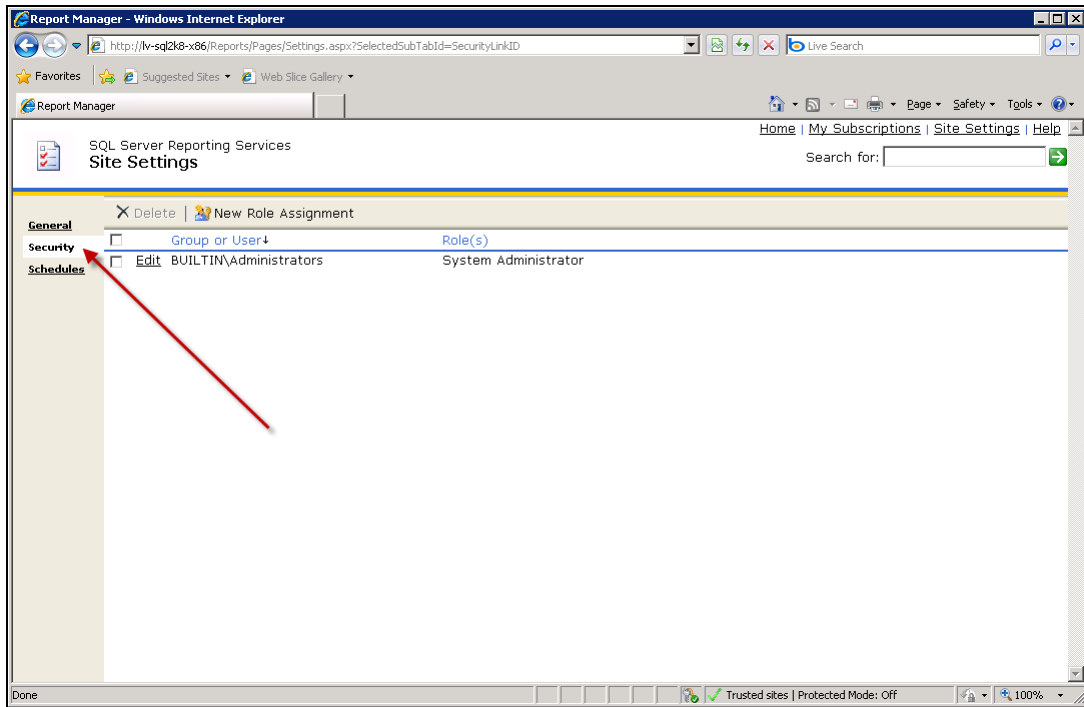 Report Manager - Windows Internet Explorer
http://lv-sql2k8-x86/Reports/Pages/Settings.aspx?SelectedSubTabId=SecurityLinkID
Live Search
Favorites Suggested Sites Web Slice Gallery
Report Manager
Page Safety Tools
Home | My Subscriptions | Site Settings | Help
SQL Server Reporting Services
Site Settings
Search for:
General
Security
Schedules
Delete | New Role Assignment
Group or User↓ Role(s)
Edit BUILTIN\Administrators System Administrator
Done
Trusted sites | Protected Mode: Off
100%